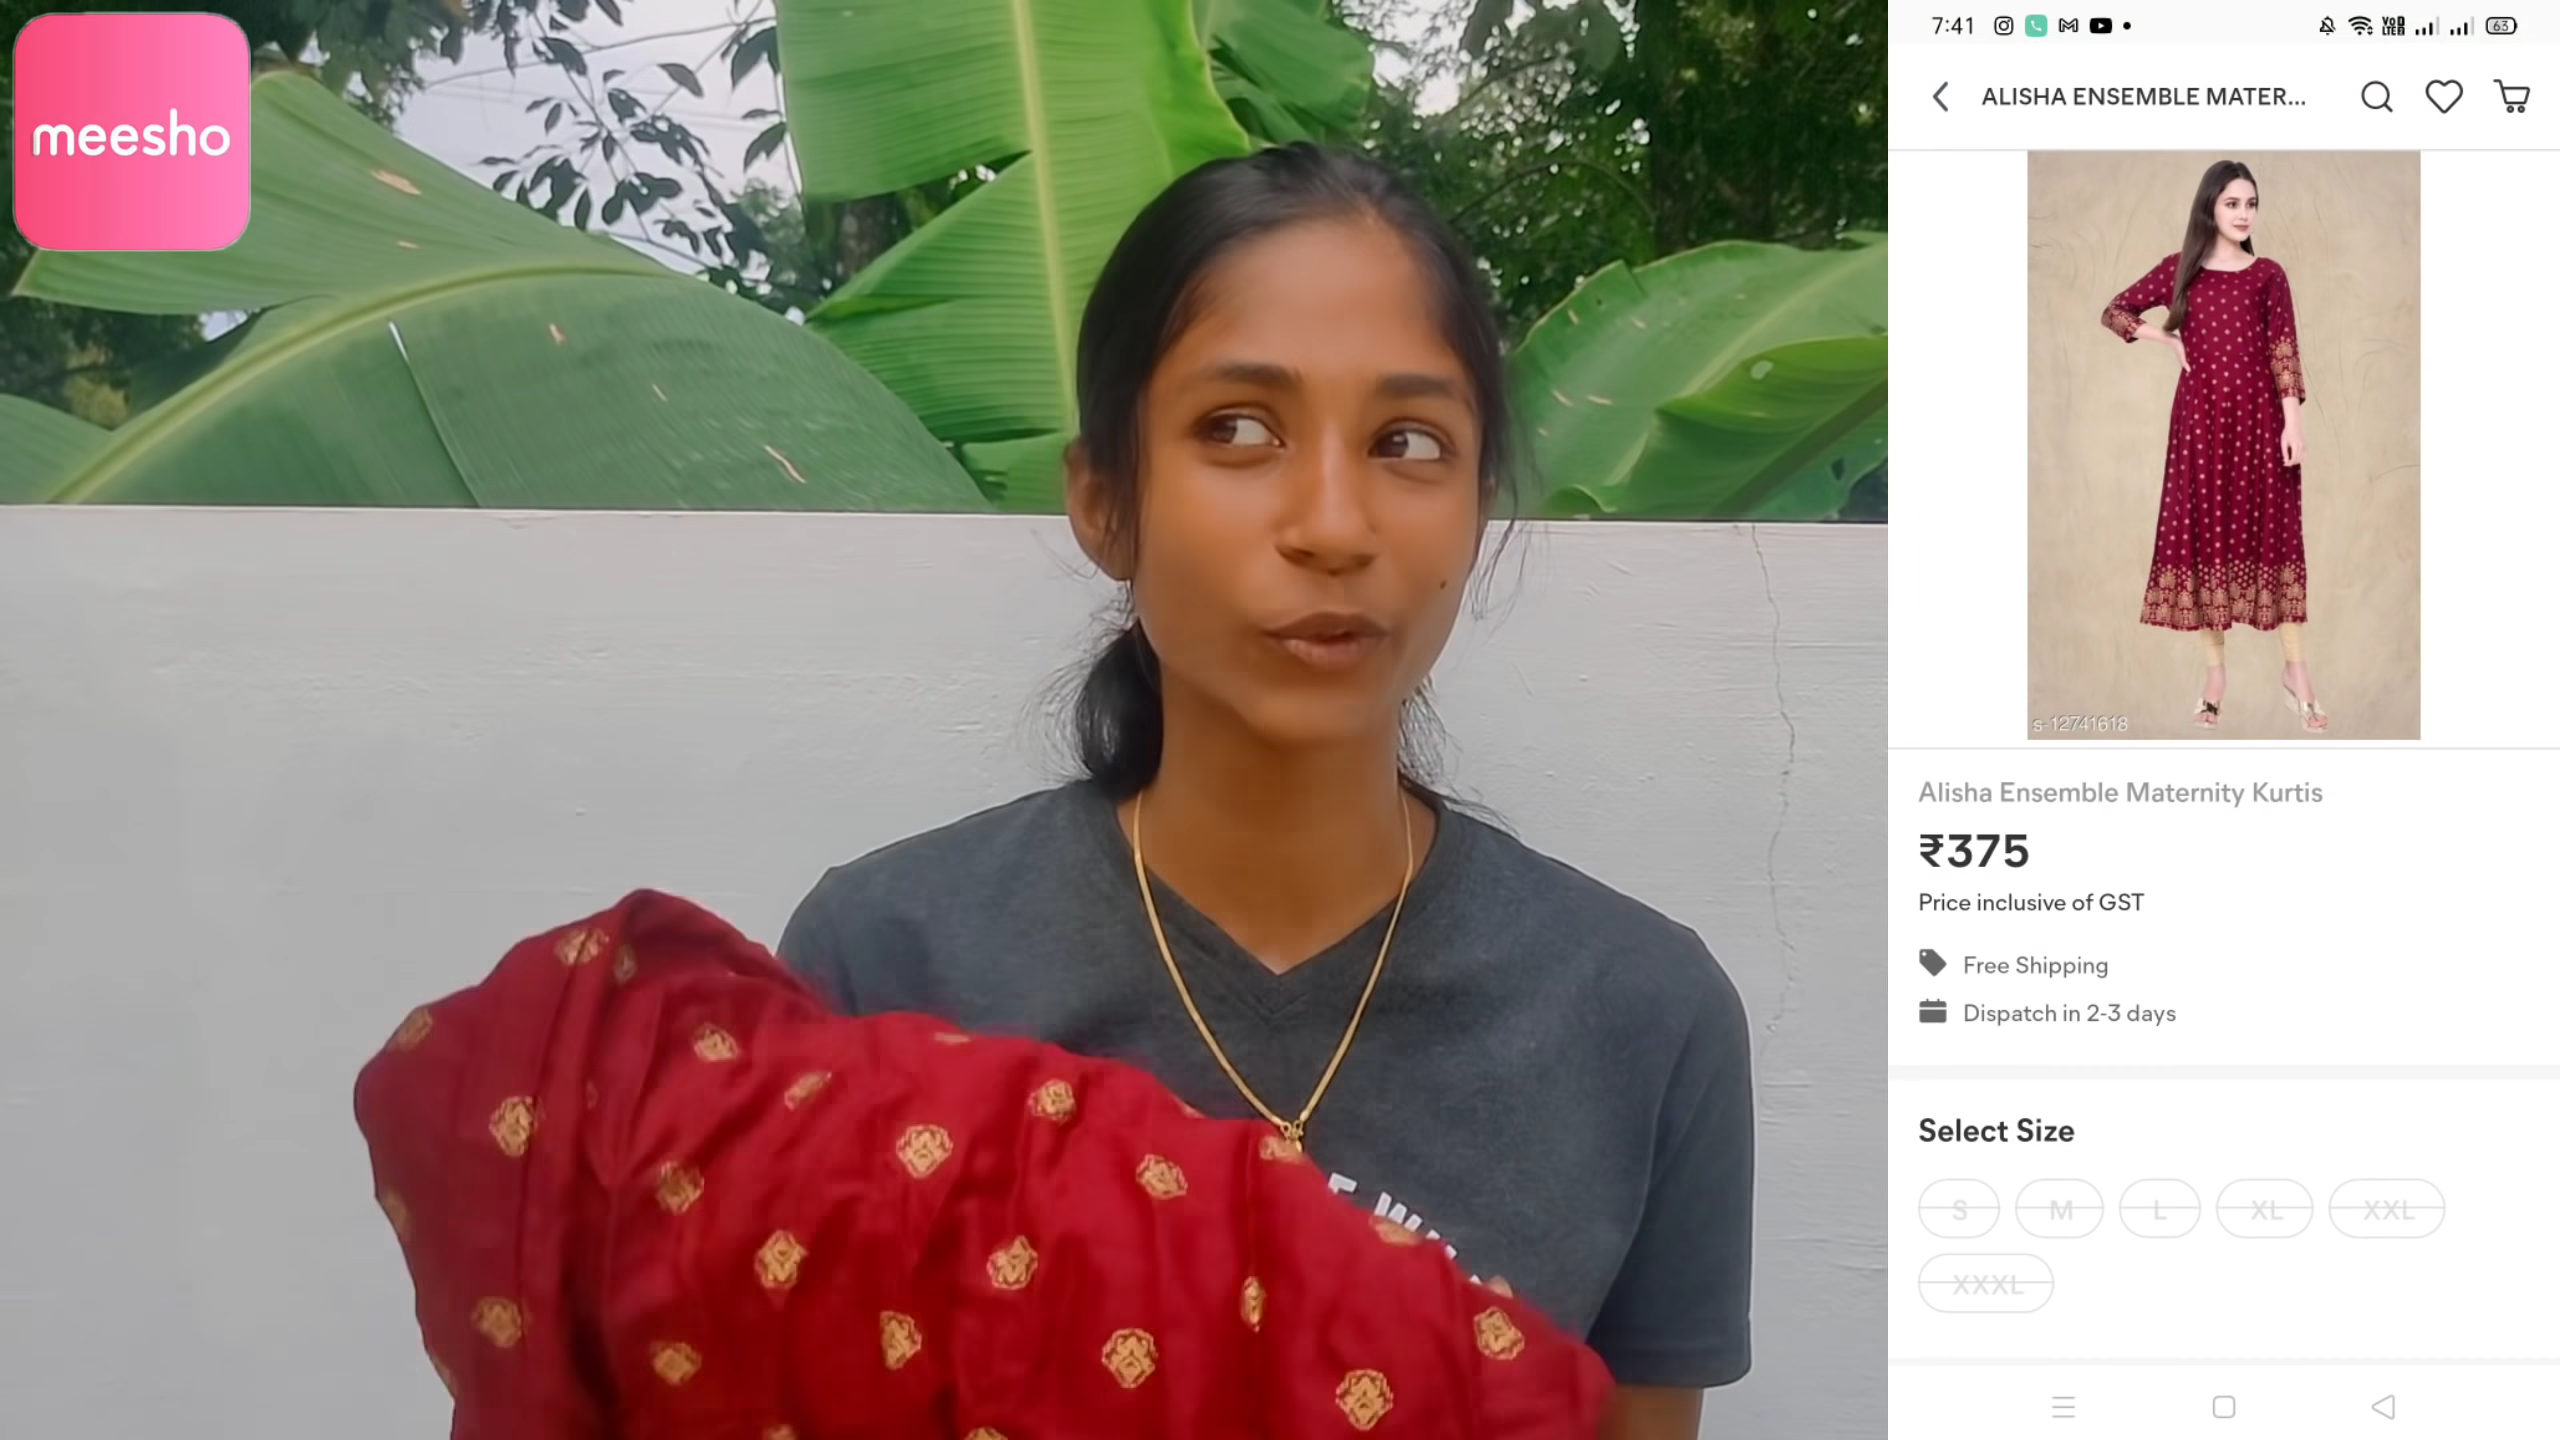 meesho
7:41
63
ALISHA ENSEMBLE MATER...
s-12741618
Alisha Ensemble Maternity Kurtis
₹375
Price inclusive of GST
Free Shipping
Dispatch in 2-3 days
Select Size
S M L XL XXL
XXXL